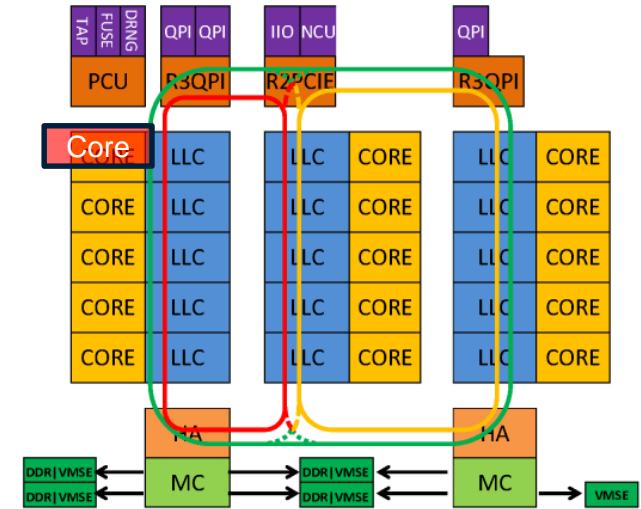 TAP FUSE DRNG QPI QPI IIO NCU QPI
PCU R3QPI R2PCIE R3QPI
Core CORE LLC LLC CORE LLC CORE
CORE LLC LLC CORE LLC CORE
CORE LLC LLC CORE LLC CORE
CORE LLC LLC CORE LLC CORE
CORE LLC LLC CORE LLC CORE
HA HA
DDR|VMSE MC DDR|VMSE MC
DDR|VMSE DDR|VMSE VMSE